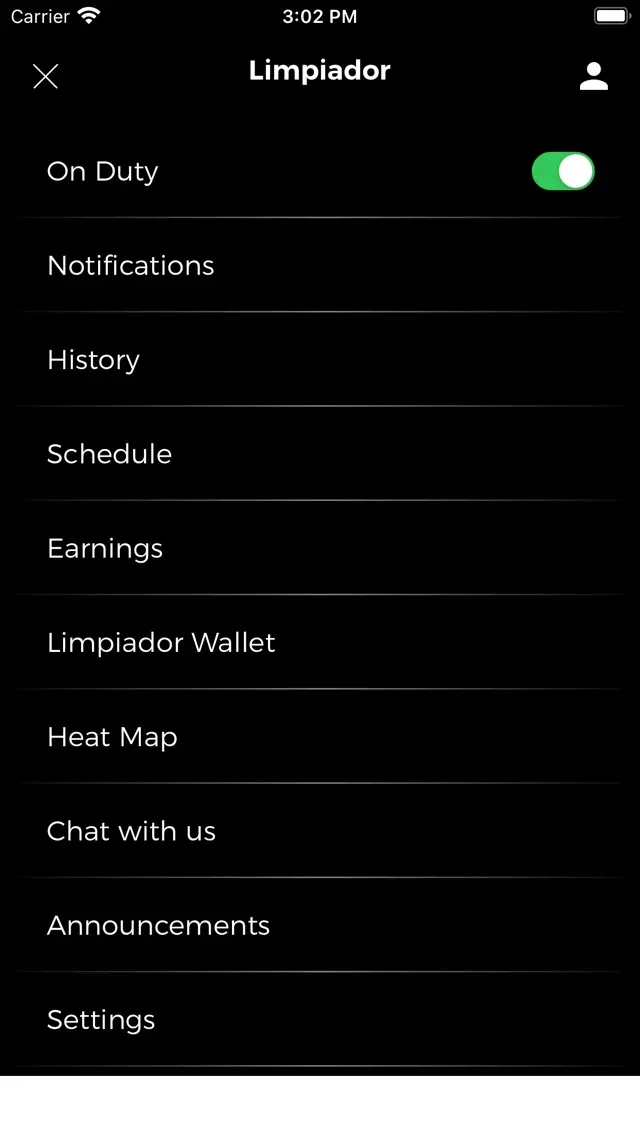 Carrier 3:02 PM
Limpiador
On Duty
Notifications
History
Schedule
Earnings
Limpiador Wallet
Heat Map
Chat with us
Announcements
Settings